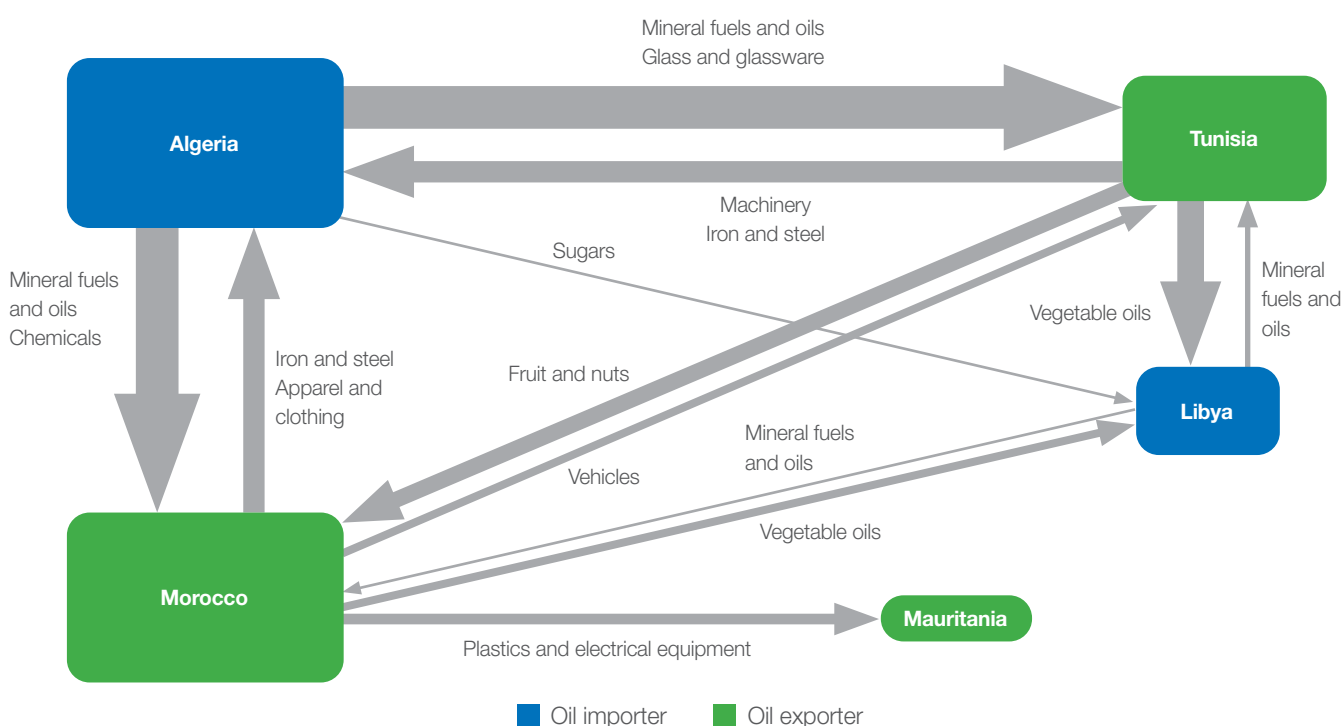 Mineral fuels and oils
Glass and glassware
Algeria
Tunisia
Machinery
Iron and steel
Sugars
Mineral fuels
and oils
Chemicals
Iron and steel
Apparel and
clothing
Fruit and nuts
Vehicles
Vegetable oils
Mineral
fuels and
oils
Libya
Mineral fuels
and oils
Vegetable oils
Morocco
Mauritania
Plastics and electrical equipment
Oil importer
Oil exporter